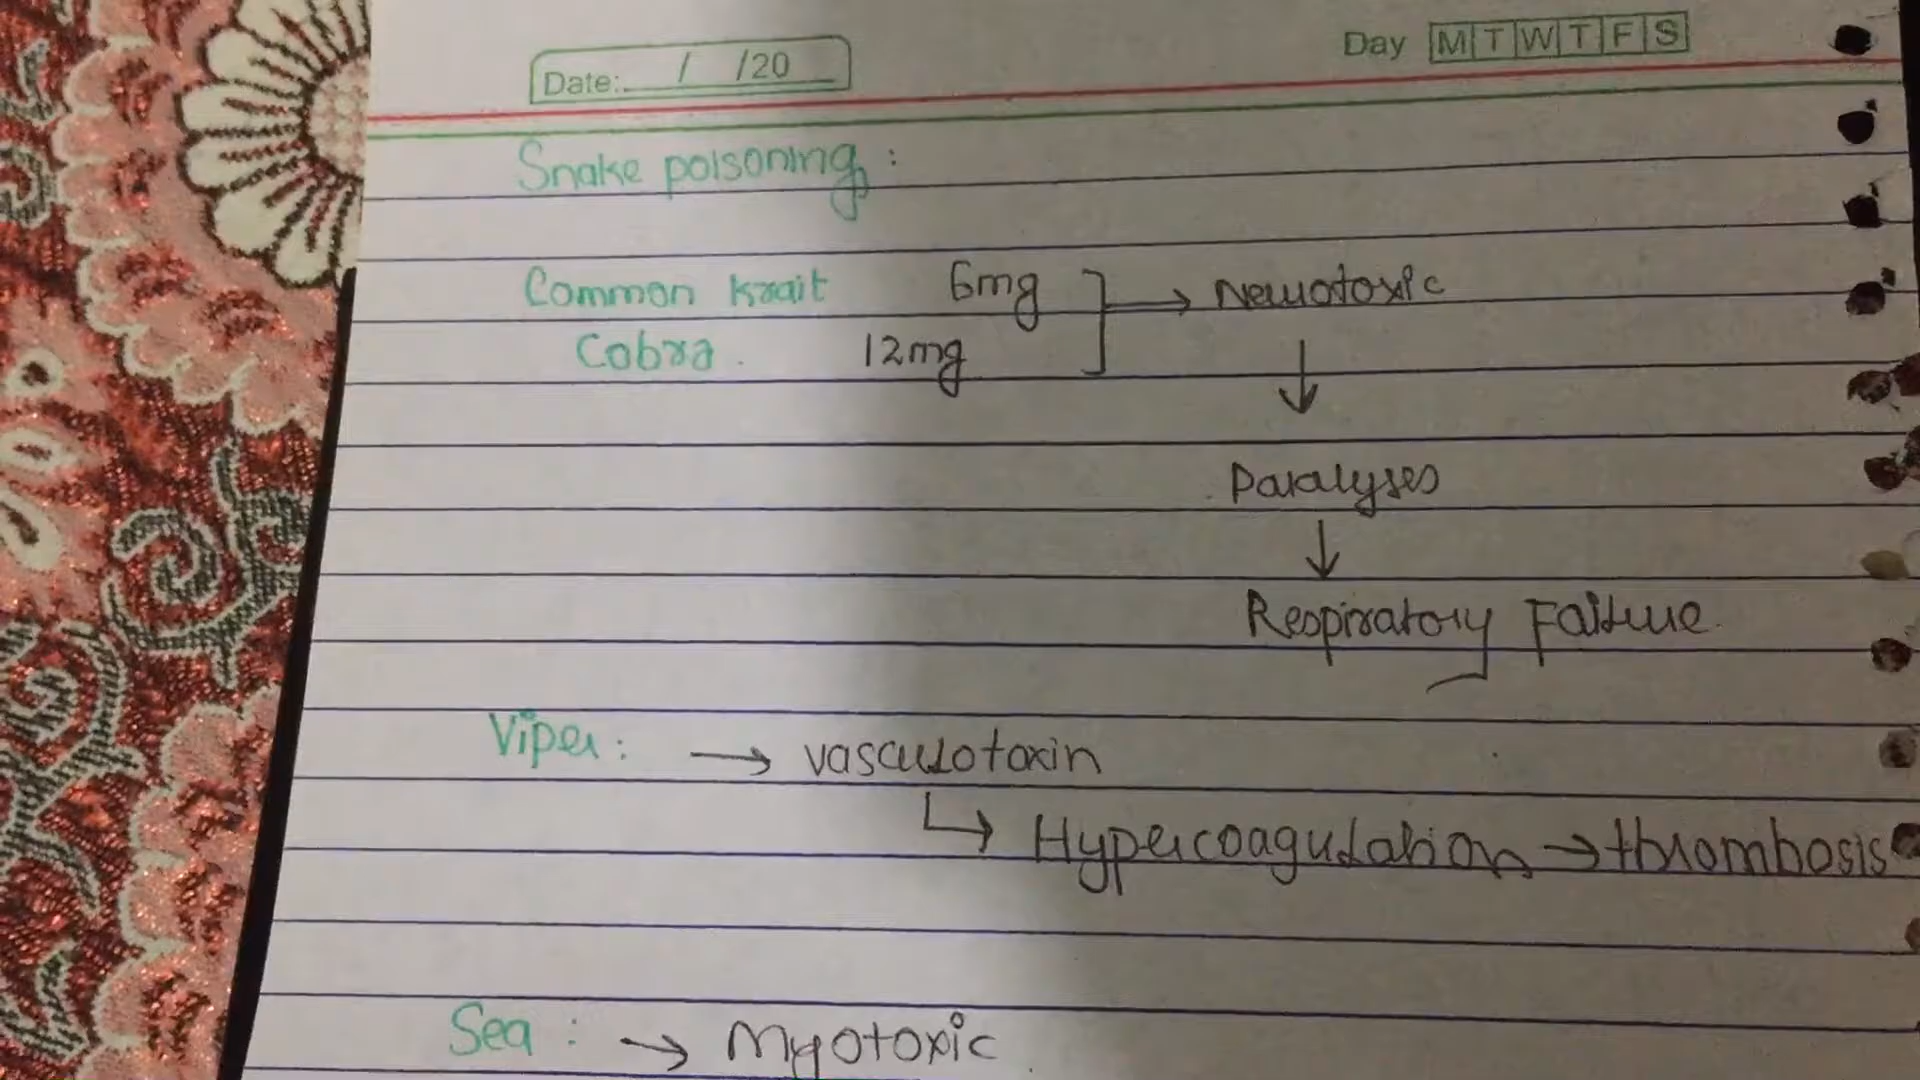 Date: / /20
Day M T W T F S
Snake poisoning :
Common krait 6mg → Neurotoxic
Cobra . 12mg
↓
Paralyses
↓
Respiratory Failure.
Viper : → vasculotoxin
↳ Hypercoagulation → thrombosis
Sea : → Myotoxic